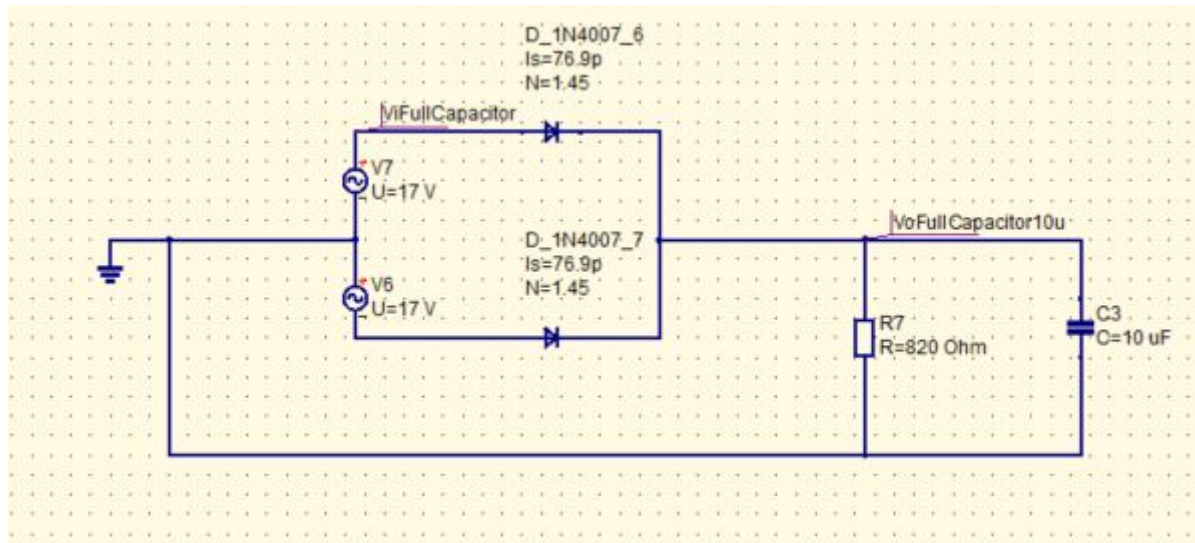 D_1N4007_6
Is=76.9p
N=1.45
ViFullCapacitor
V7
U=17 V
VoFullCapacitor10u
D_1N4007_7
Is=76.9p
N=1.45
V6
U=17 V
R7
R=820 Ohm
C3
C=10 uF